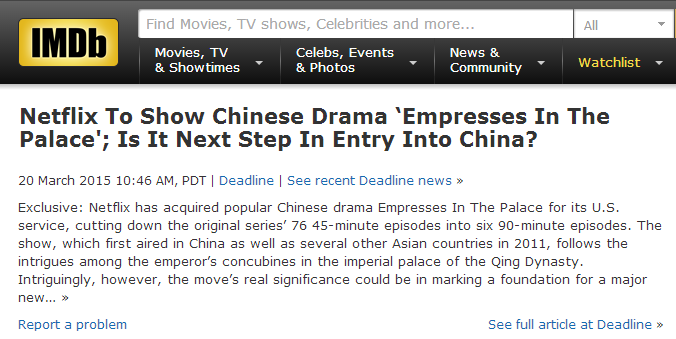 IMDb
Find Movies, TV shows, Celebrities and more...
All
Movies, TV
& Showtimes
Celebs, Events
& Photos
News &
Community
Watchlist
Netflix To Show Chinese Drama ‘Empresses In The
Palace'; Is It Next Step In Entry Into China?
20 March 2015 10:46 AM, PDT | Deadline | See recent Deadline news »
Exclusive: Netflix has acquired popular Chinese drama Empresses In The Palace for its U.S.
service, cutting down the original series’ 76 45-minute episodes into six 90-minute episodes. The
show, which first aired in China as well as several other Asian countries in 2011, follows the
intrigues among the emperor’s concubines in the imperial palace of the Qing Dynasty.
Intriguingly, however, the move’s real significance could be in marking a foundation for a major
new... »
Report a problem
See full article at Deadline »